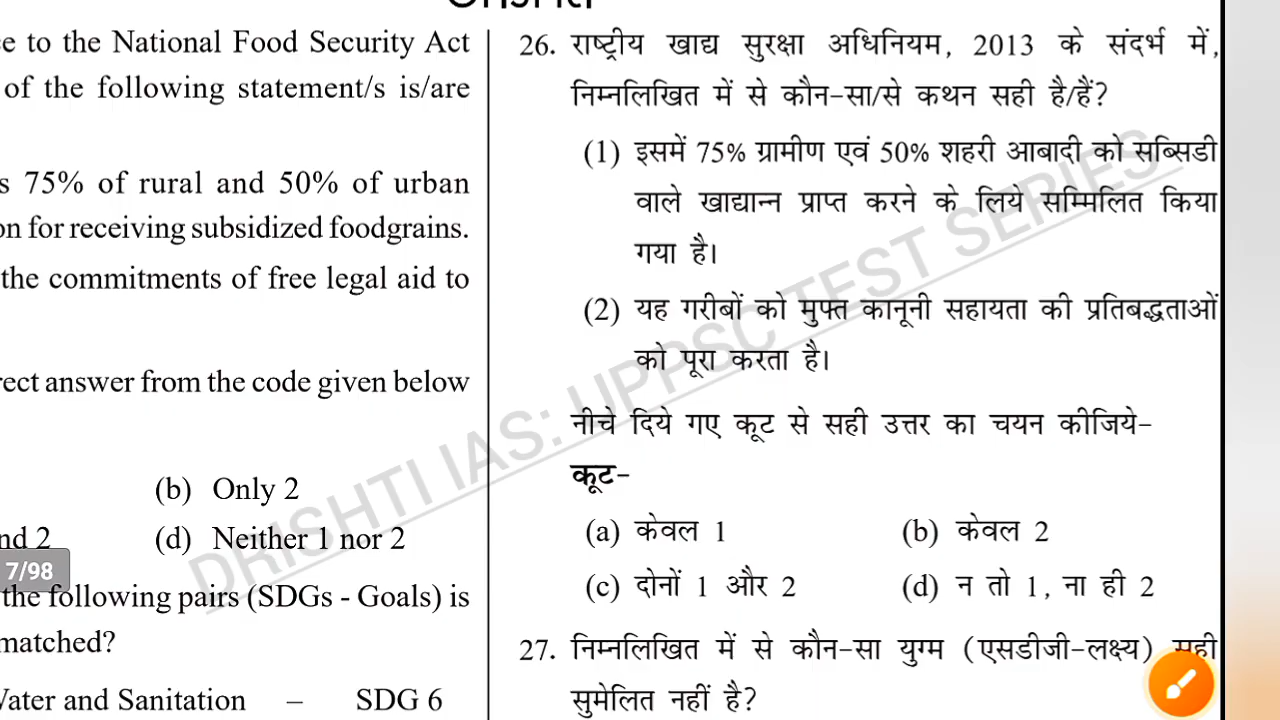 ce to the National Food Security Act
of the following statement/s is/are
s 75% of rural and 50% of urban
on for receiving subsidized foodgrains.
the commitments of free legal aid to
rect answer from the code given below
(b) Only 2
nd 2 (d) Neither 1 nor 2
7/98
the following pairs (SDGs - Goals) is
matched?
Water and Sanitation – SDG 6
26. राष्ट्रीय खाद्य सुरक्षा अधिनियम, 2013 के संदर्भ में,
निम्नलिखित में से कौन-सा/से कथन सही है/हैं?
(1) इसमें 75% ग्रामीण एवं 50% शहरी आबादी को सब्सिडी
वाले खाद्यान्न प्राप्त करने के लिये सम्मिलित किया
गया है।
(2) यह गरीबों को मुफ्त कानूनी सहायता की प्रतिबद्धताओं
को पूरा करता है।
नीचे दिये गए कूट से सही उत्तर का चयन कीजिये-
कूट-
(a) केवल 1 (b) केवल 2
(c) दोनों 1 और 2 (d) न तो 1, ना ही 2
27. निम्नलिखित में से कौन-सा युग्म (एसडीजी-लक्ष्य) सही
सुमेलित नहीं है?
DRISHTI IAS: UPPSC TEST SERIES